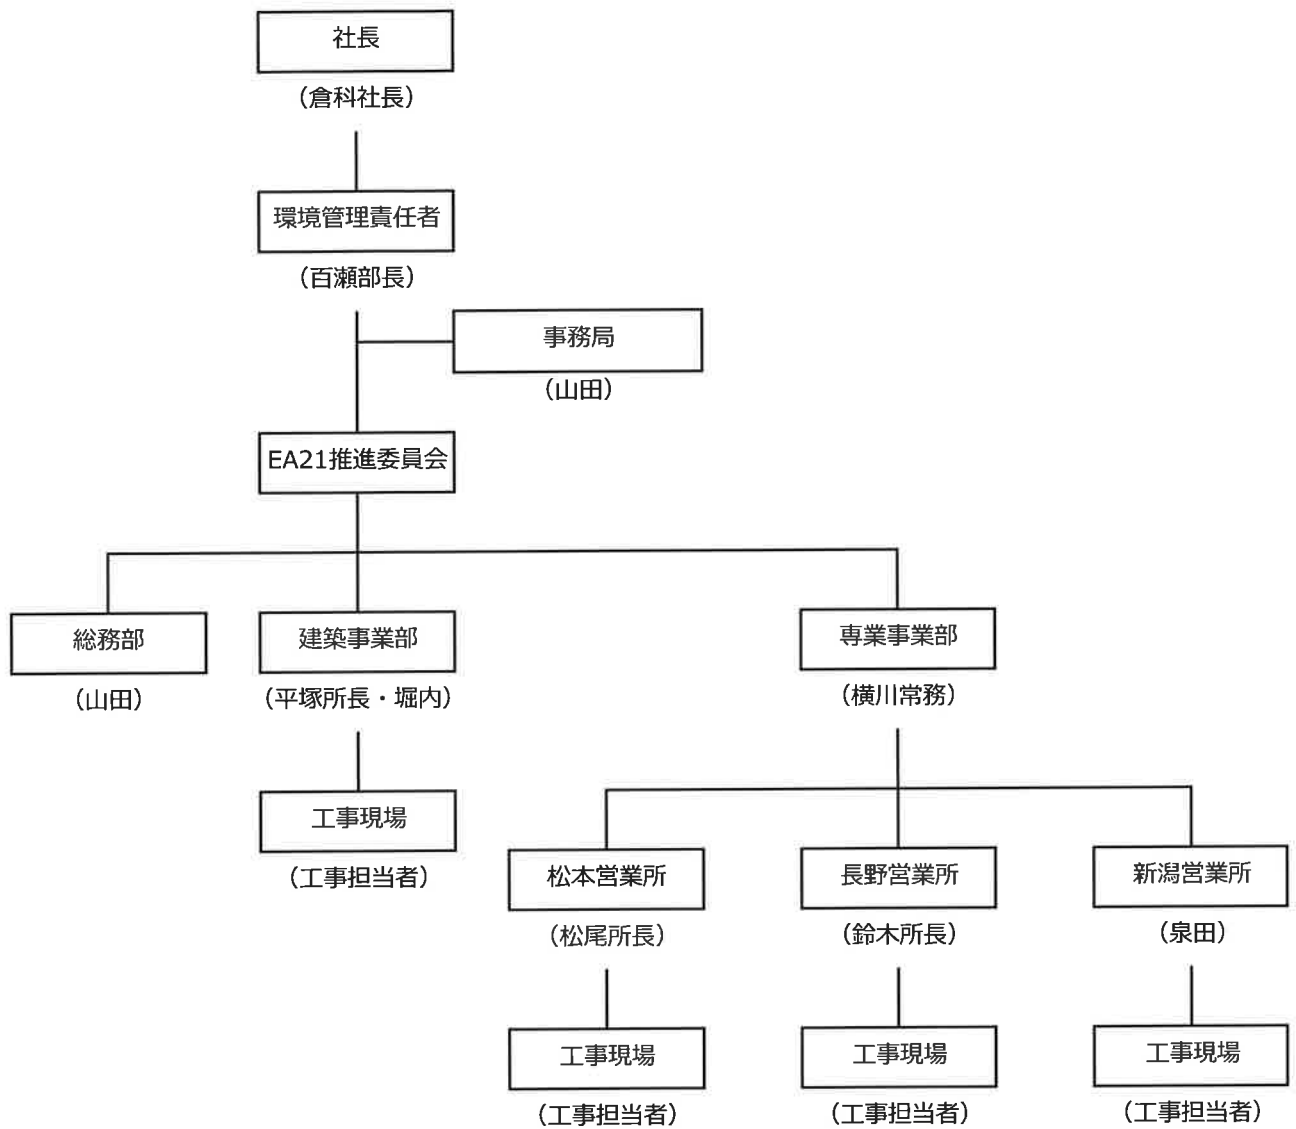 社長
（倉科社長）
環境管理責任者
（百瀬部長）
事務局
（山田）
EA21推進委員会
総務部
（山田）
建築事業部
（平塚所長・堀内）
専業事業部
（横川常務）
工事現場
（工事担当者）
松本営業所
（松尾所長）
長野営業所
（鈴木所長）
新潟営業所
（泉田）
工事現場
（工事担当者）
工事現場
（工事担当者）
工事現場
（工事担当者）